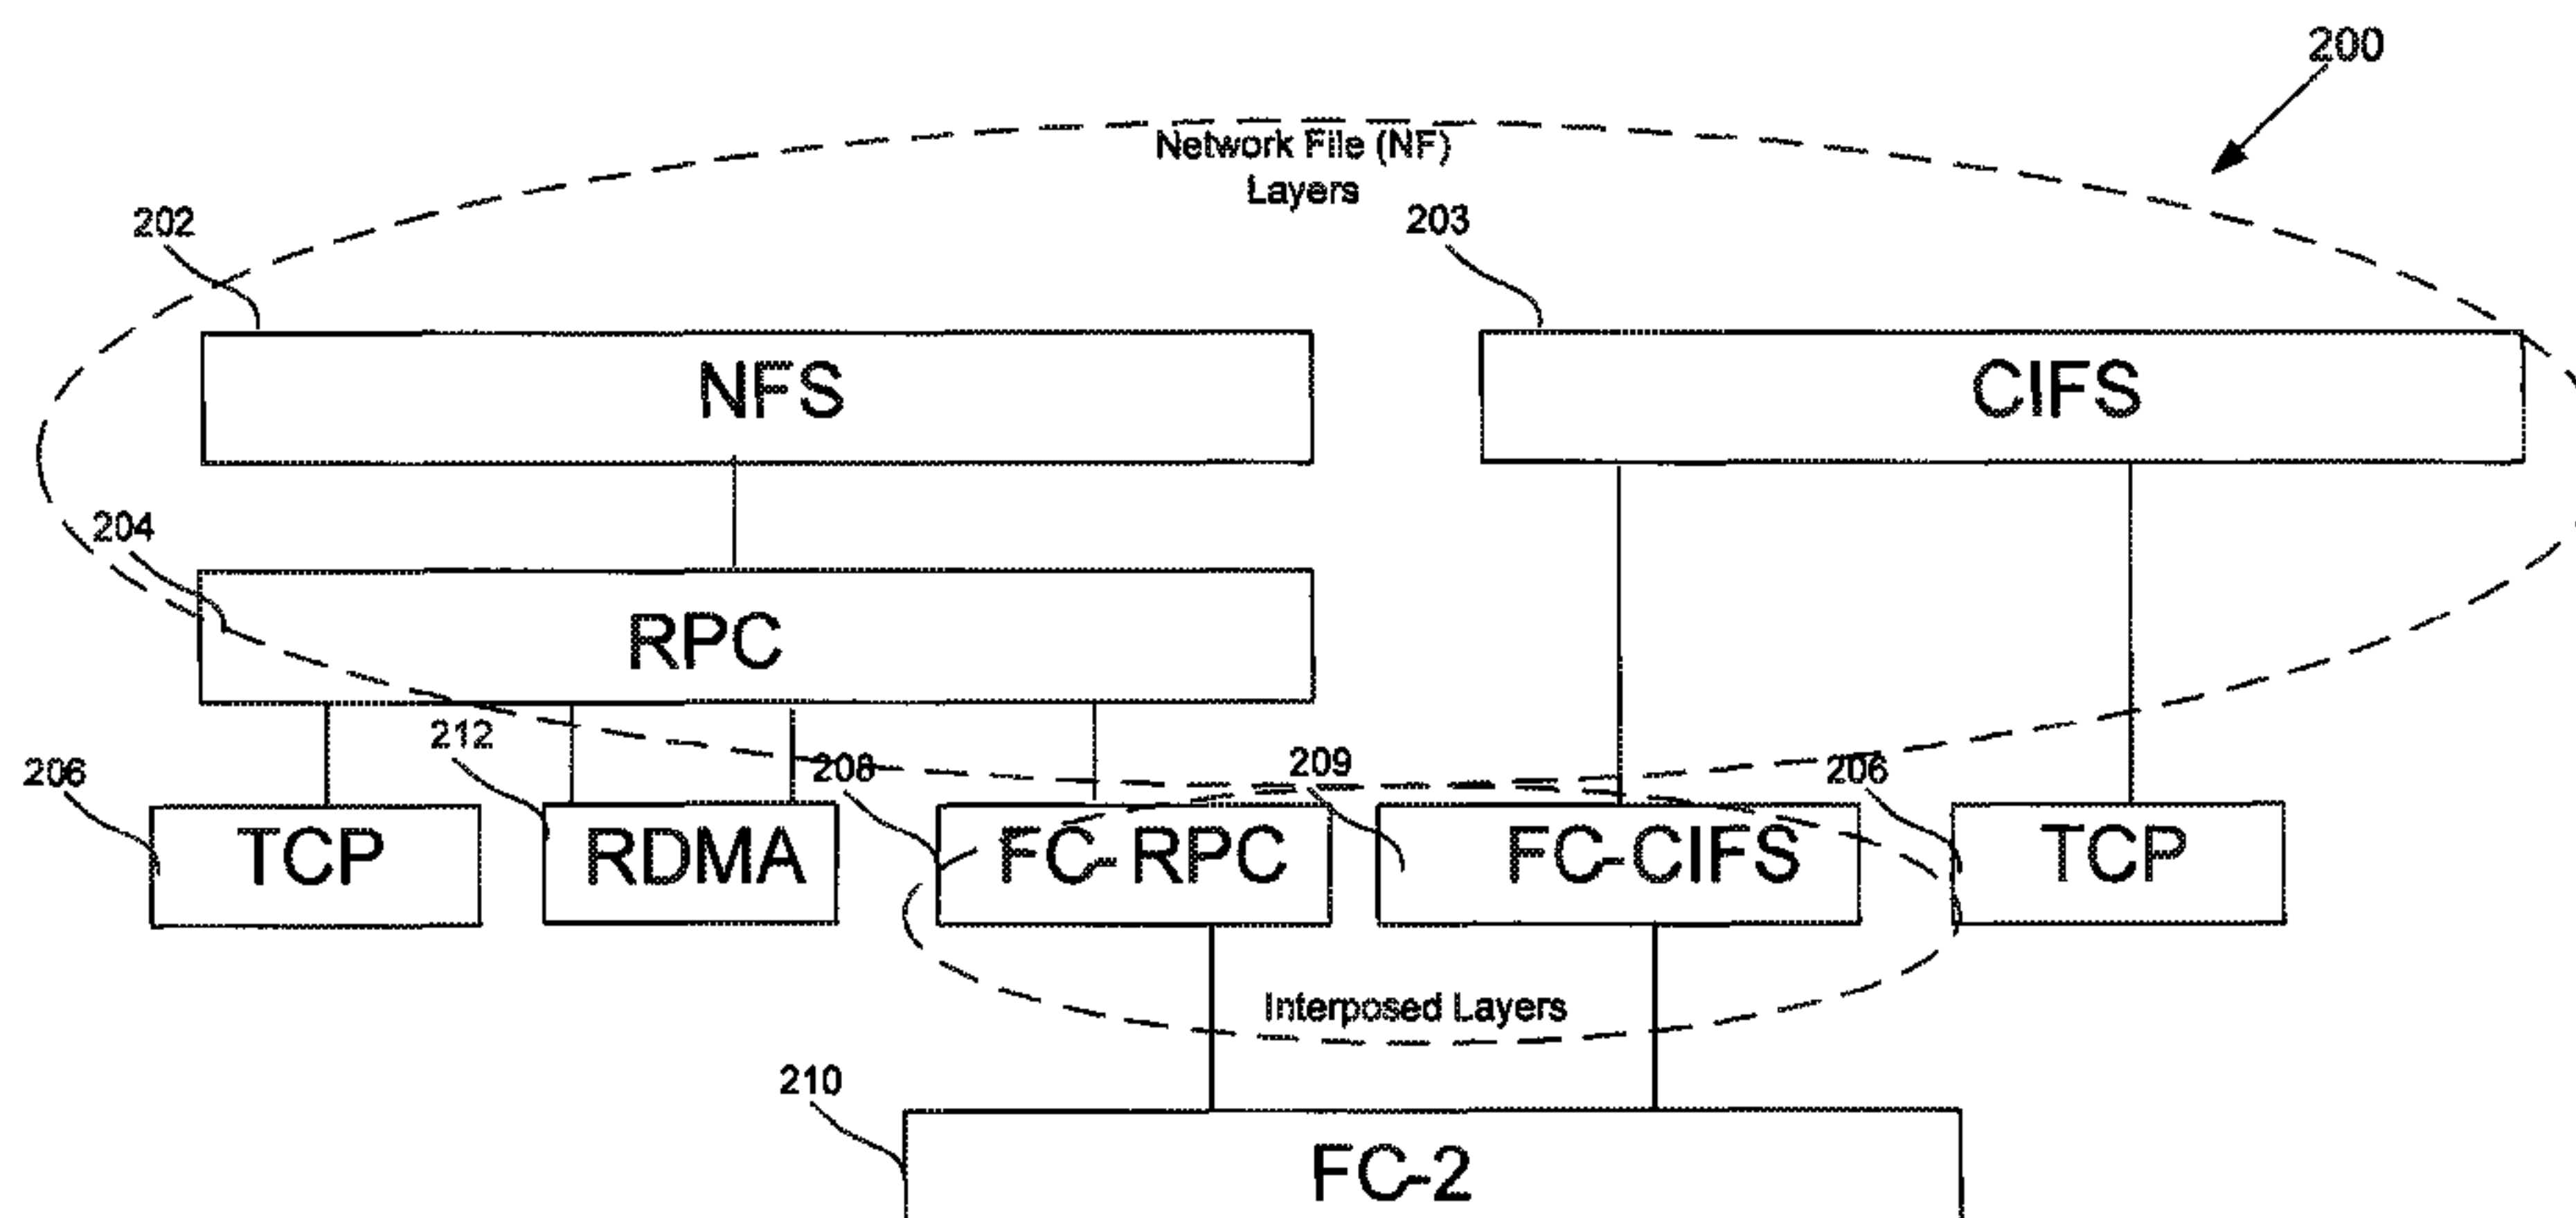 200
Network File (NF)
Layers
202
203
NFS
CIFS
204
RPC
212
206
208
209
206
TCP
RDMA
FC-RPC
FC-CIFS
TCP
Interposed Layers
210
FC-2